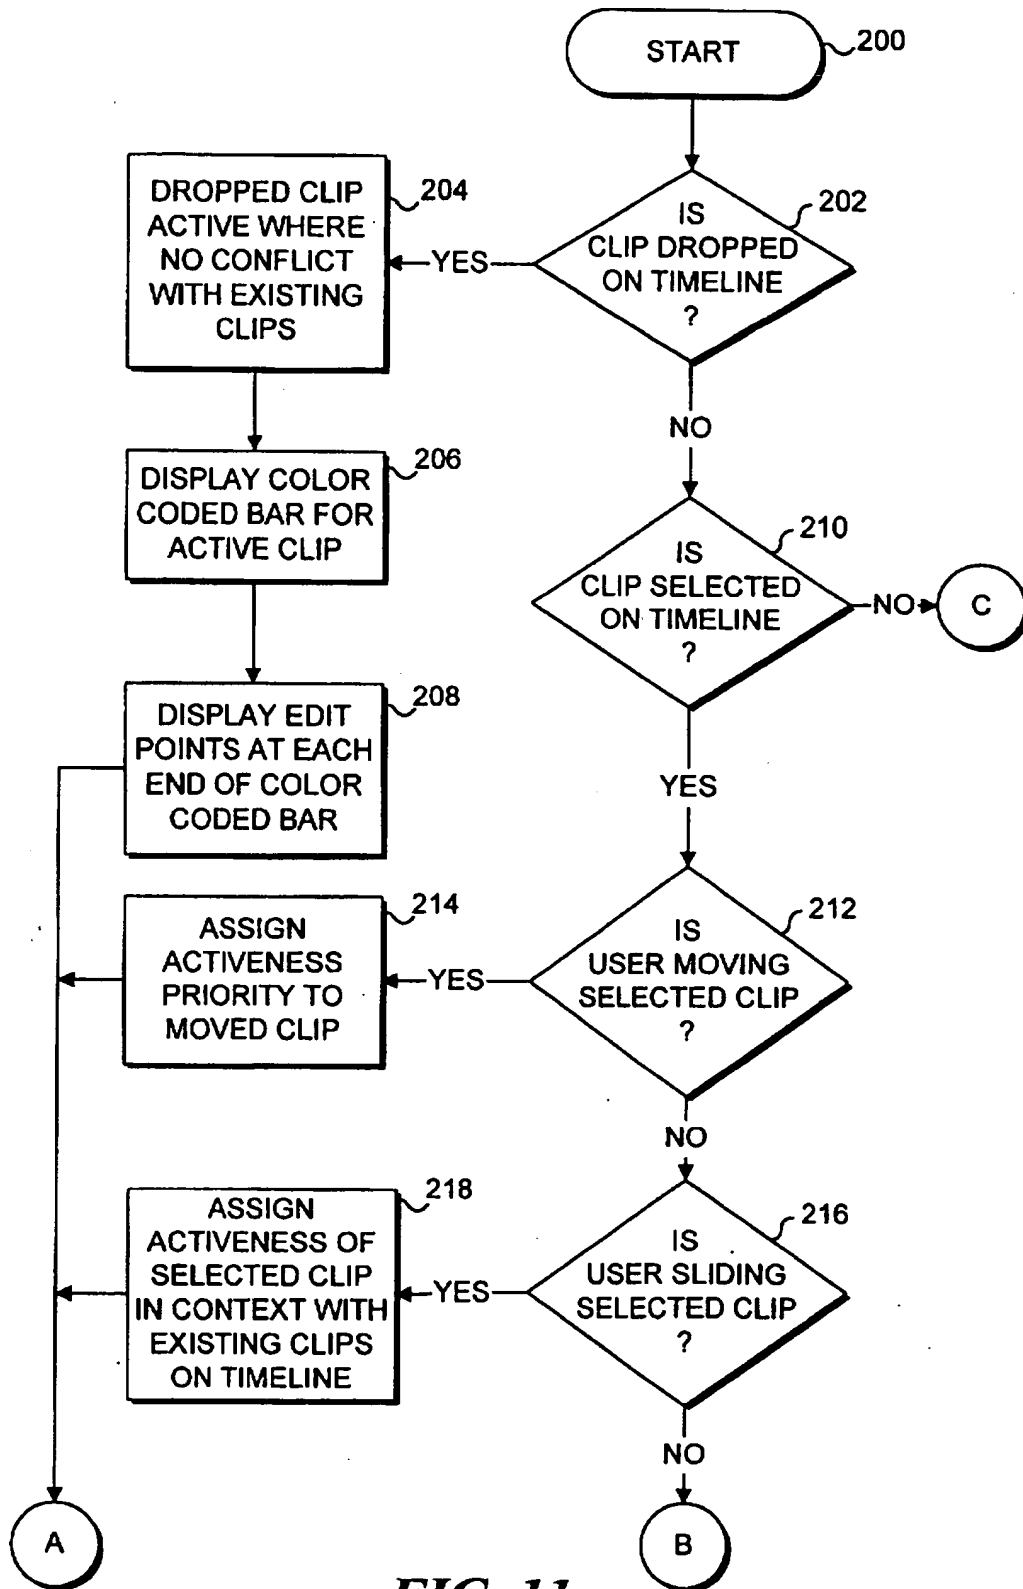 START
200
DROPPED CLIP
ACTIVE WHERE
NO CONFLICT
WITH EXISTING
CLIPS
204
YES
IS
CLIP DROPPED
ON TIMELINE
?
202
NO
DISPLAY COLOR
CODED BAR FOR
ACTIVE CLIP
206
IS
CLIP SELECTED
ON TIMELINE
?
210
NO
C
DISPLAY EDIT
POINTS AT EACH
END OF COLOR
CODED BAR
208
YES
ASSIGN
ACTIVENESS
PRIORITY TO
MOVED CLIP
214
YES
IS
USER MOVING
SELECTED CLIP
?
212
NO
ASSIGN
ACTIVENESS OF
SELECTED CLIP
IN CONTEXT WITH
EXISTING CLIPS
ON TIMELINE
218
YES
IS
USER SLIDING
SELECTED CLIP
?
216
NO
A
B
FIG. 11